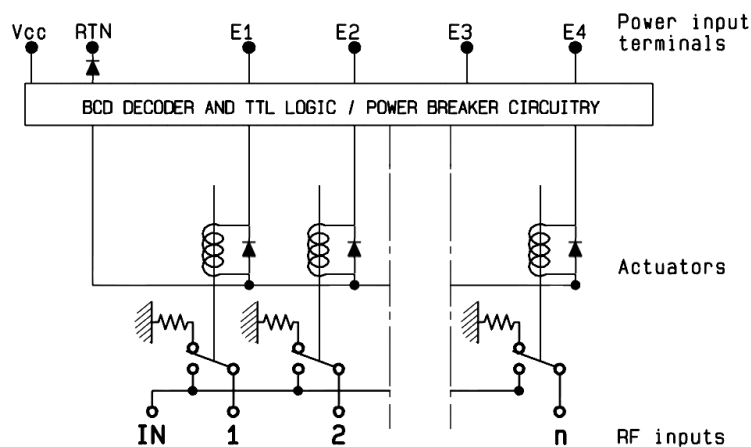 Vcc RTN E1 E2 E3 E4 Power input
terminals
BCD DECODER AND TTL LOGIC / POWER BREAKER CIRCUITRY
Actuators
IN 1 2 n RF inputs